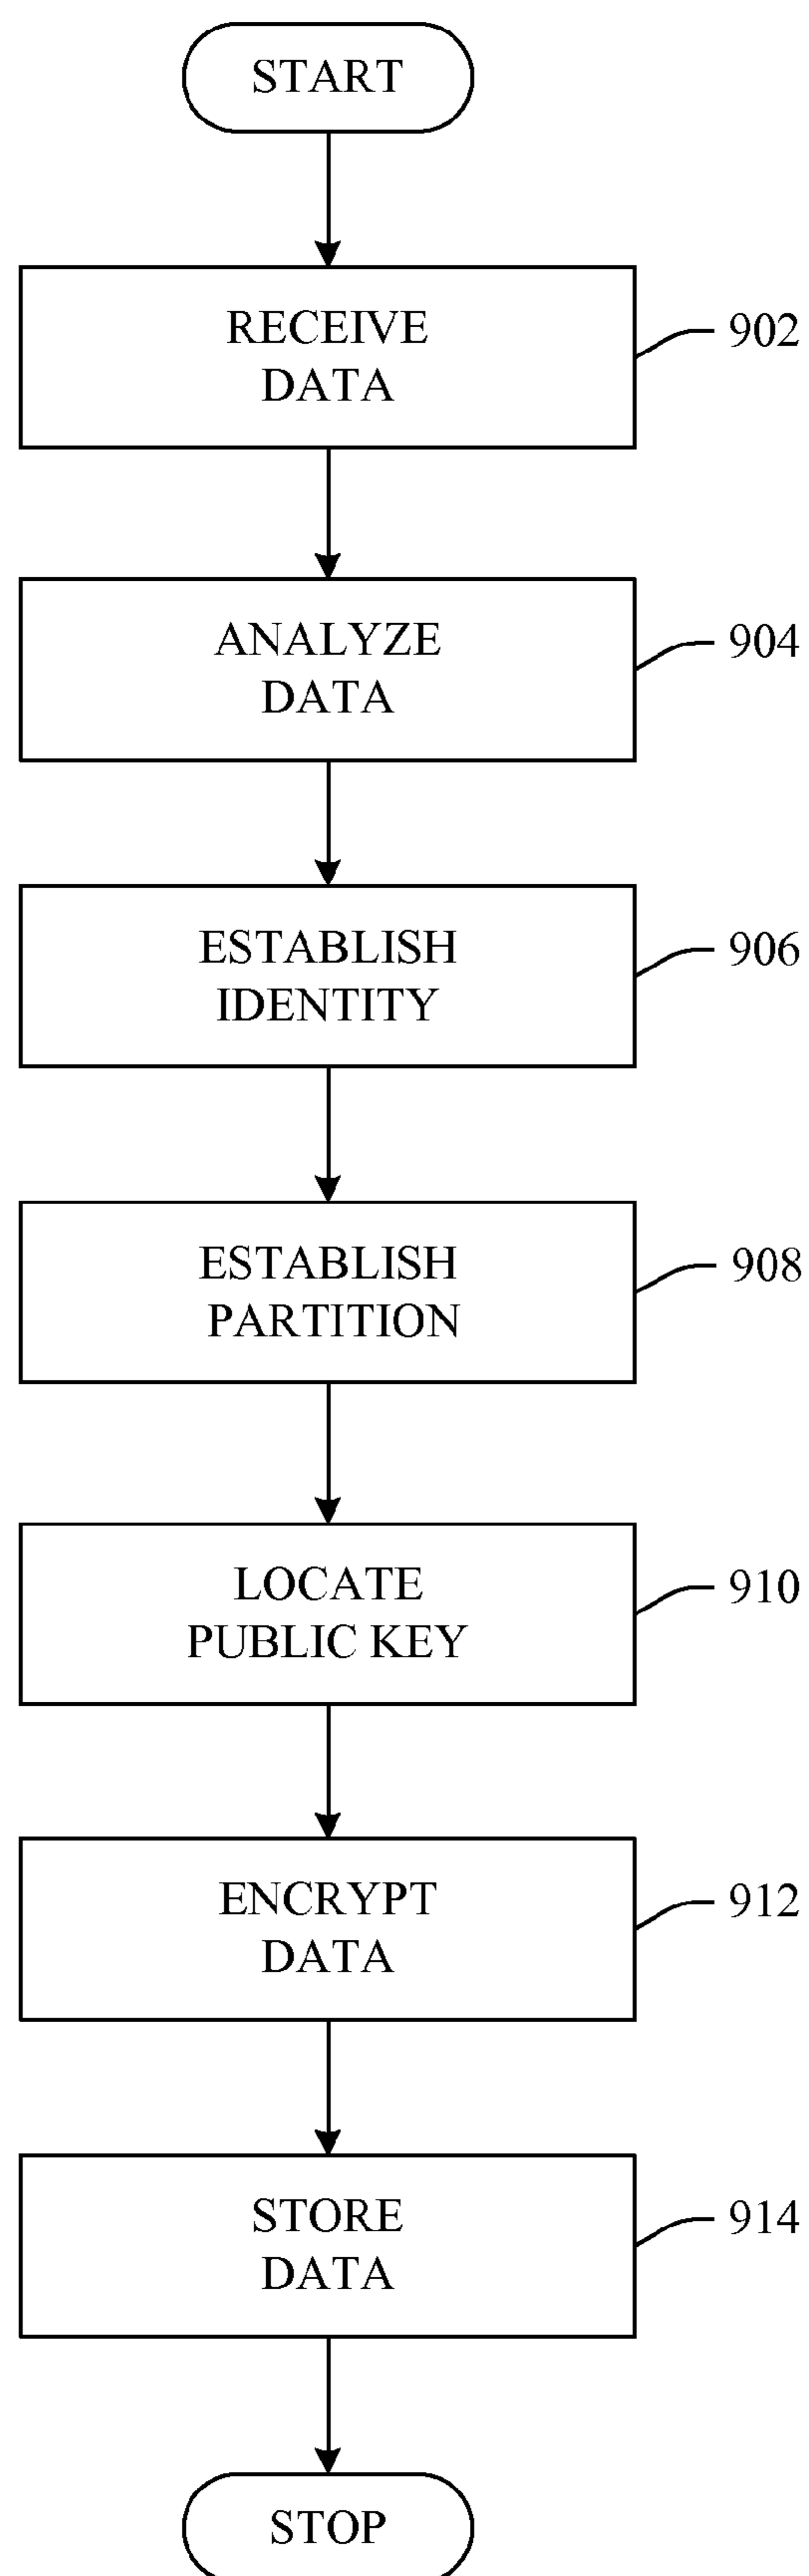 START
RECEIVE
DATA
902
ANALYZE
DATA
904
ESTABLISH
IDENTITY
906
ESTABLISH
PARTITION
908
LOCATE
PUBLIC KEY
910
ENCRYPT
DATA
912
STORE
DATA
914
STOP